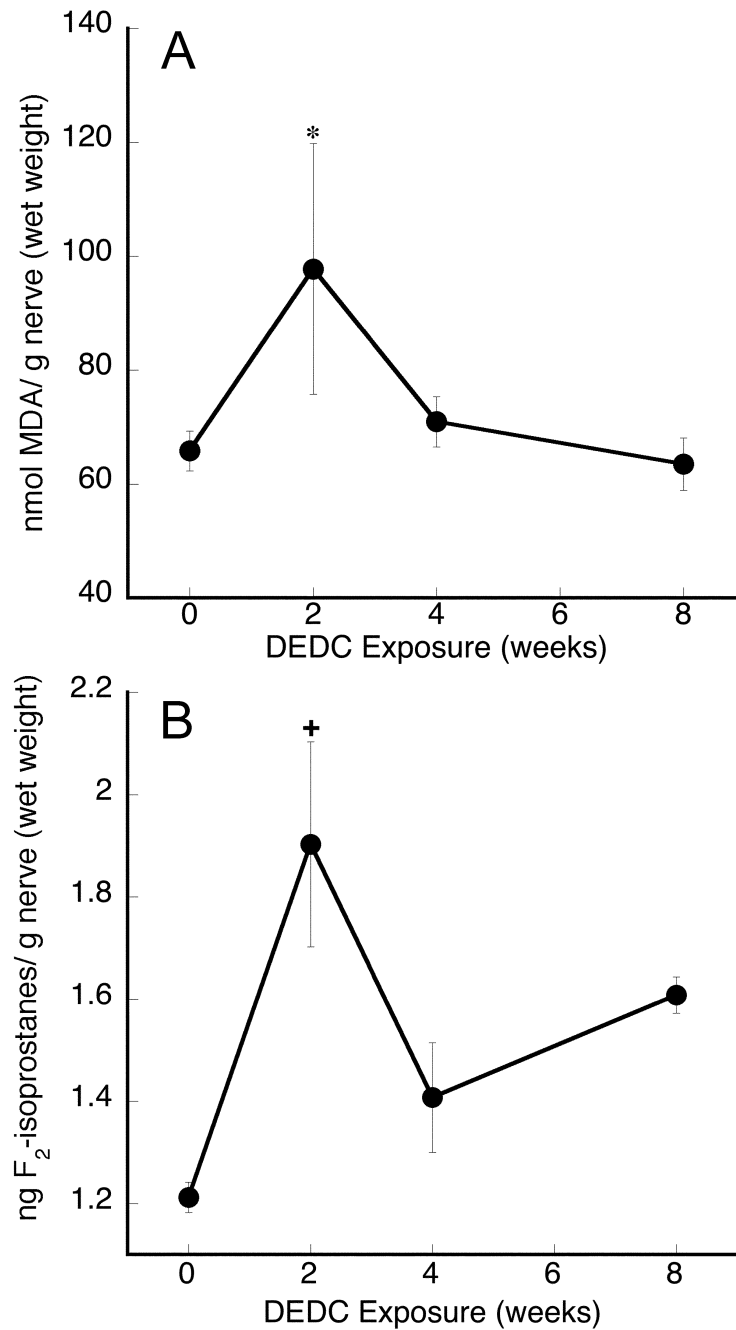 A
*
140
120
100
80
60
40
nmol MDA/ g nerve (wet weight)
0 2 4 6 8
DEDC Exposure (weeks)
B
+
2.2
2
1.8
1.6
1.4
1.2
ng F2-isoprostanes/ g nerve (wet weight)
0 2 4 6 8
DEDC Exposure (weeks)